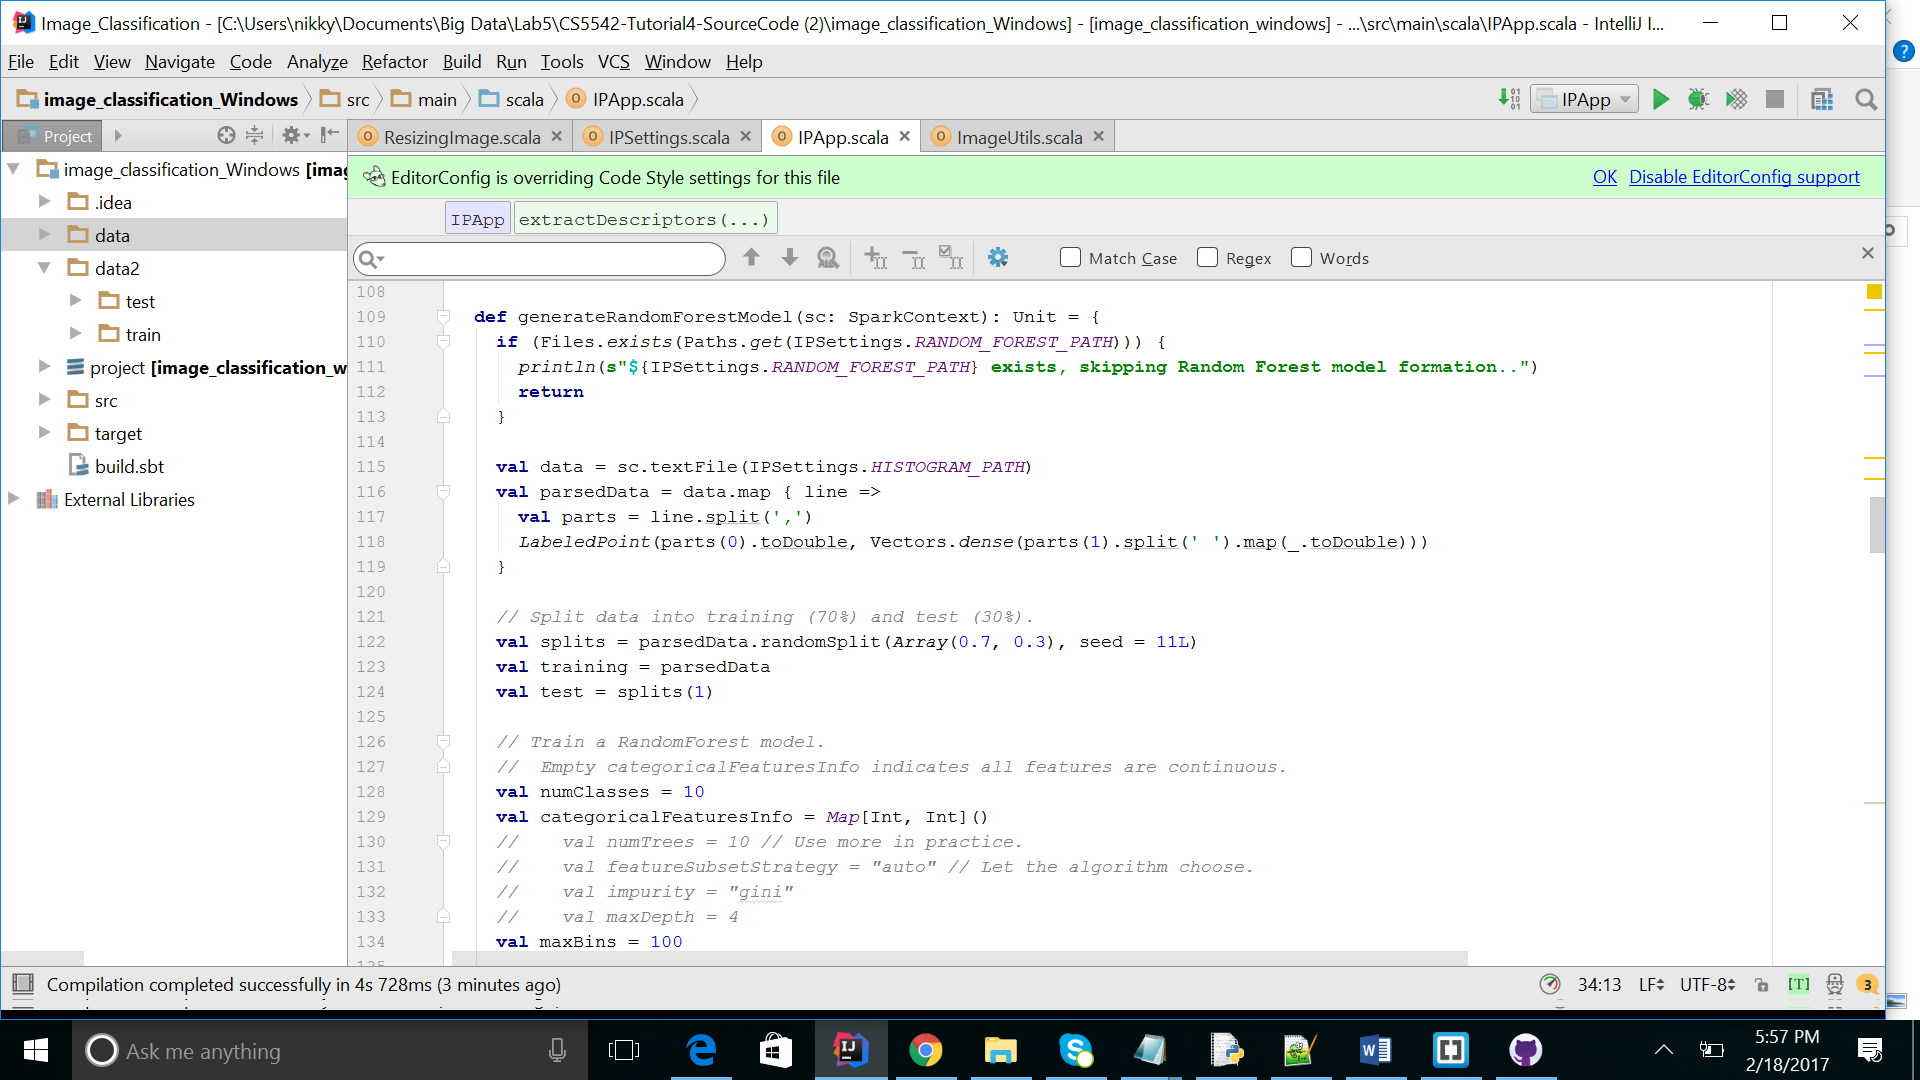 Image_Classification - [C:\Users\nikky\Documents\Big Data\Lab5\CS5542-Tutorial4-SourceCode (2)\image_classification_Windows] - [image_classification_windows] - ...\src\main\scala\IPApp.scala - IntelliJ I...
File Edit View Navigate Code Analyze Refactor Build Run Tools VCS Window Help
image_classification_Windows src main scala IPApp.scala IPApp
Project ResizingImage.scala IPSettings.scala IPApp.scala ImageUtils.scala
image_classification_Windows [imag
.idea
data
data2
test
train
project [image_classification_w
src
target
build.sbt
External Libraries
EditorConfig is overriding Code Style settings for this file OK Disable EditorConfig support
IPApp extractDescriptors(...)
Match Case Regex Words
108
109 def generateRandomForestModel(sc: SparkContext): Unit = {
110 if (Files.exists(Paths.get(IPSettings.RANDOM_FOREST_PATH))) {
111 println(s"${IPSettings.RANDOM_FOREST_PATH} exists, skipping Random Forest model formation..")
112 return
113 }
114
115 val data = sc.textFile(IPSettings.HISTOGRAM_PATH)
116 val parsedData = data.map { line =>
117 val parts = line.split(',')
118 LabeledPoint(parts(0).toDouble, Vectors.dense(parts(1).split(' ').map(_.toDouble)))
119 }
120
121 // Split data into training (70%) and test (30%).
122 val splits = parsedData.randomSplit(Array(0.7, 0.3), seed = 11L)
123 val training = parsedData
124 val test = splits(1)
125
126 // Train a RandomForest model.
127 // Empty categoricalFeaturesInfo indicates all features are continuous.
128 val numClasses = 10
129 val categoricalFeaturesInfo = Map[Int, Int]()
130 // val numTrees = 10 // Use more in practice.
131 // val featureSubsetStrategy = "auto" // Let the algorithm choose.
132 // val impurity = "gini"
133 // val maxDepth = 4
134 val maxBins = 100
Compilation completed successfully in 4s 728ms (3 minutes ago) 34:13 LF UTF-8 [T] 3
Ask me anything
5:57 PM
2/18/2017